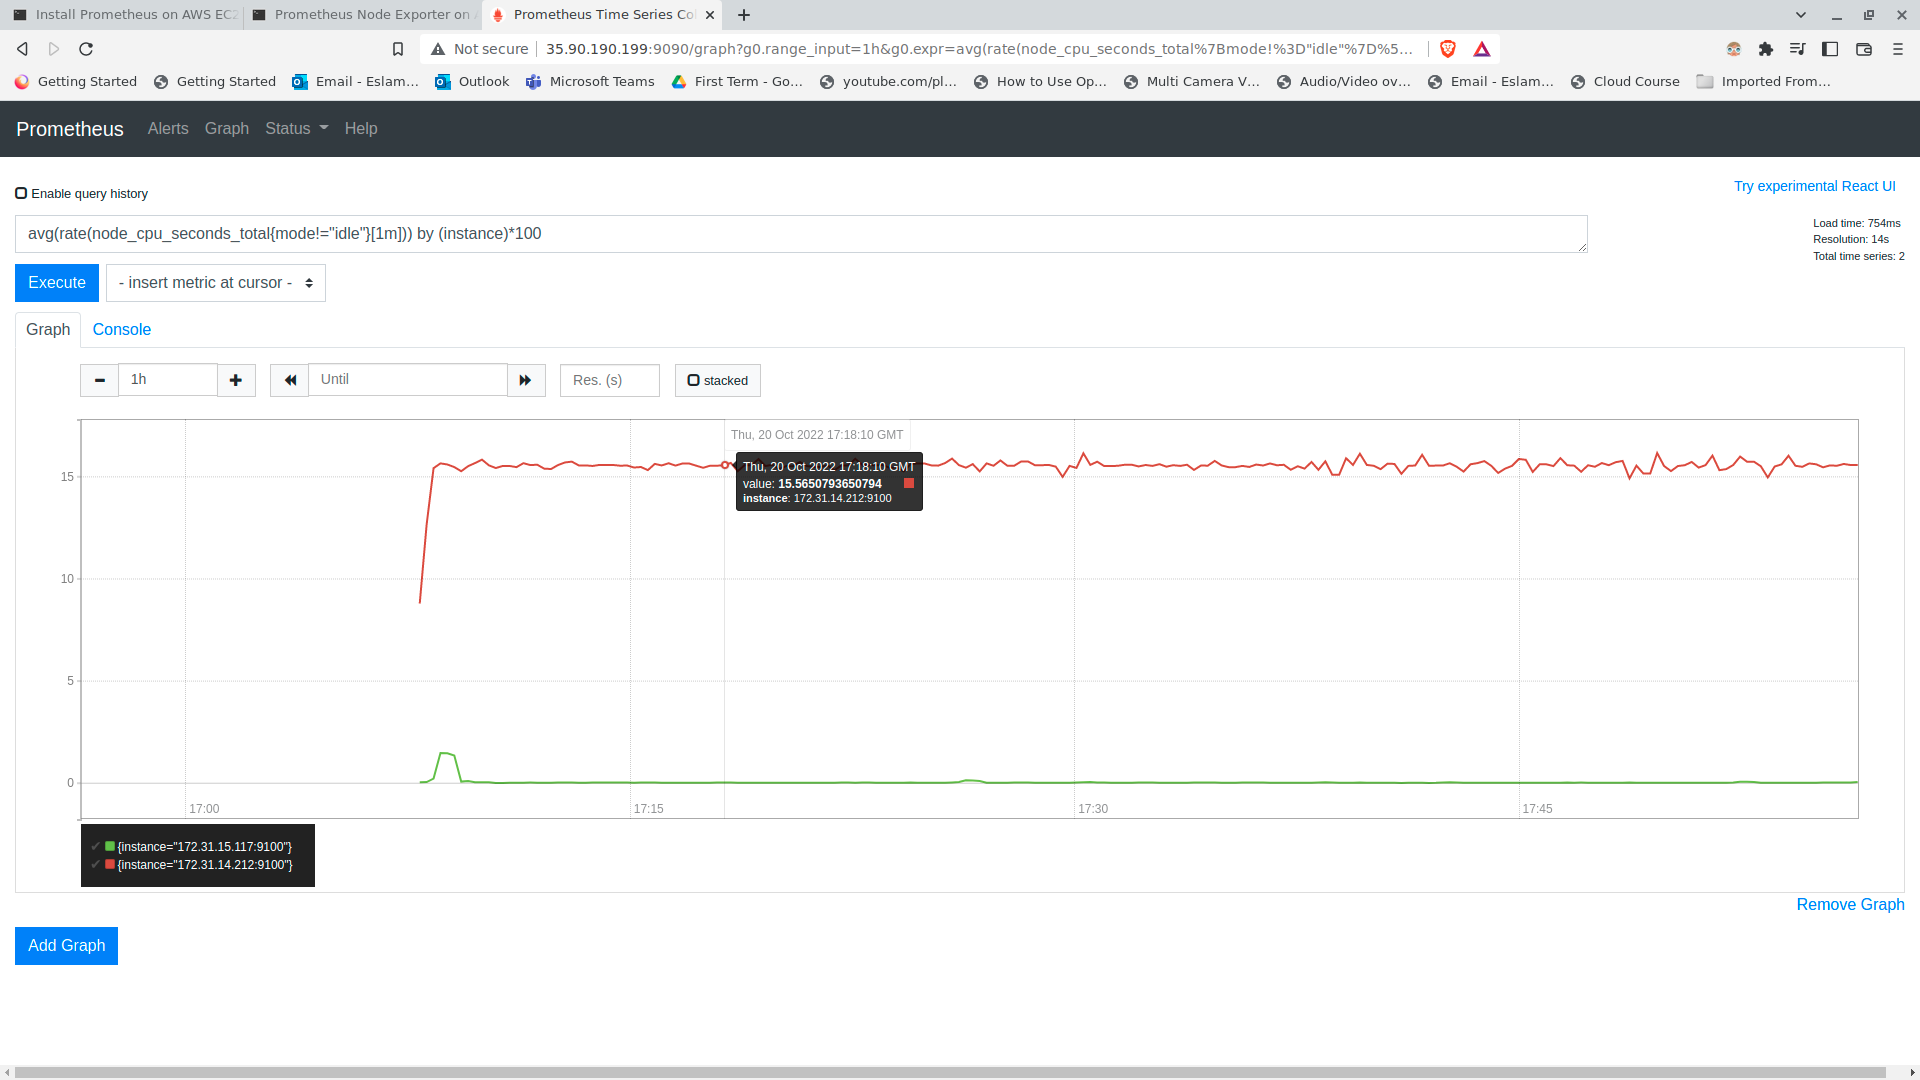 Install Prometheus on AWS EC2
Prometheus Node Exporter on
Prometheus Time Series Co
Not secure
35.90.190.199:9090/graph?g0.range_input=1h&g0.expr=avg(rate(node_cpu_seconds_total%7Bmode!%3D"idle"%7D%5...
Getting Started
Getting Started
Email - Eslam...
Outlook
Microsoft Teams
First Term - Go...
youtube.com/pl...
How to Use Op...
Multi Camera V...
Audio/Video ov...
Email - Eslam...
Cloud Course
Imported From...
Prometheus
Alerts
Graph
Status
Help
Enable query history
Try experimental React UI
avg(rate(node_cpu_seconds_total{mode!="idle"}[1m])) by (instance)*100
Load time: 754ms
Resolution: 14s
Total time series: 2
Execute
- insert metric at cursor -
Graph
Console
1h
Until
Res. (s)
stacked
Thu, 20 Oct 2022 17:18:10 GMT
Thu, 20 Oct 2022 17:18:10 GMT
value: 15.5650793650794
instance: 172.31.14.212:9100
15
10
5
0
17:00
17:15
17:30
17:45
{instance="172.31.15.117:9100"}
{instance="172.31.14.212:9100"}
Remove Graph
Add Graph